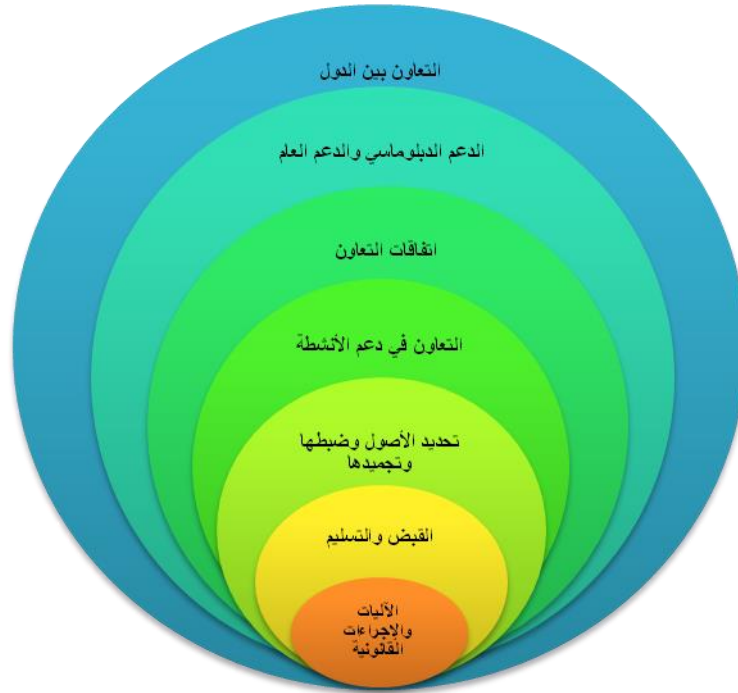 التعاون بين الدول
الدعم الدبلوماسي والدعم العام
اتفاقات التعاون
التعاون في دعم الأنشطة
تحديد الأصول وضبطها
وتجميدها
القبض والتسليم
الآليات
والإجراءات
القانونية